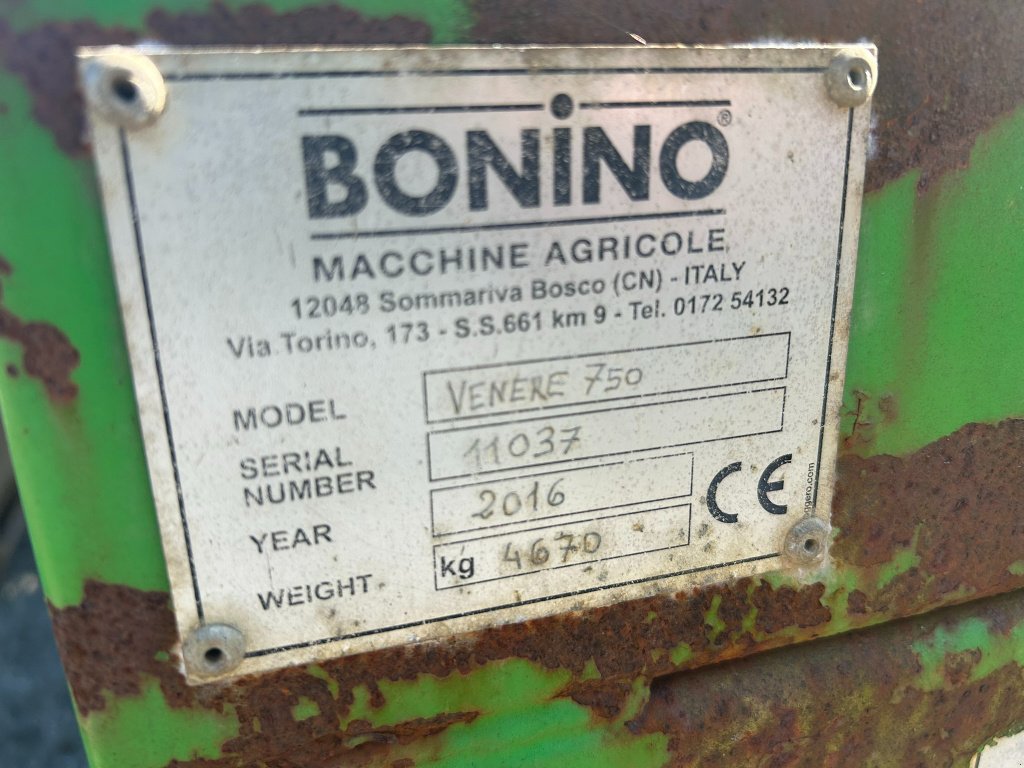 BONINO®
MACCHINE AGRICOLE
12048 Sommariva Bosco (CN) - ITALY
Via Torino, 173 - S.S.661 km 9 - Tel. 0172 54132
MODEL VENERE 750
SERIAL NUMBER 11037
YEAR 2016
WEIGHT kg 4670
CE